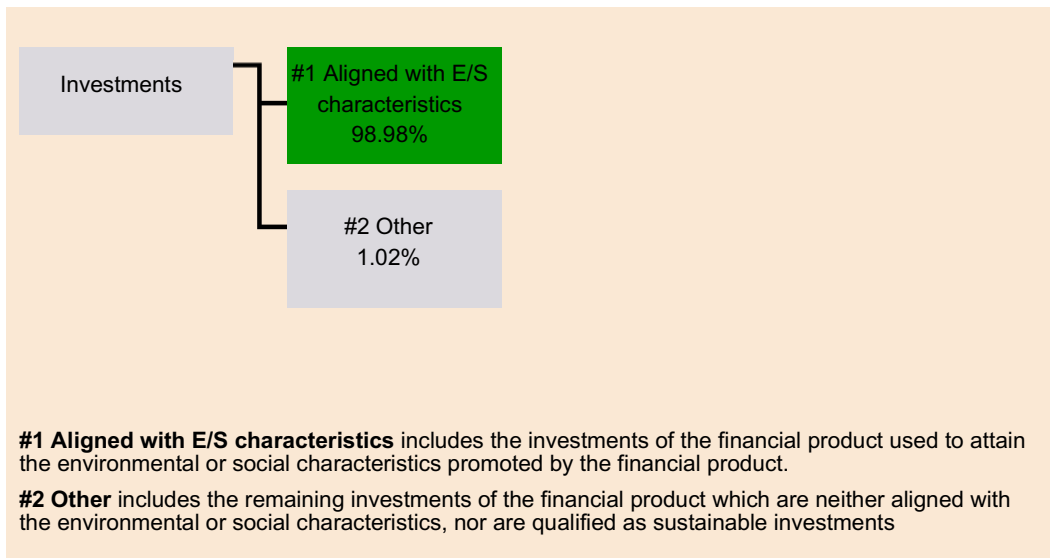 Investments
#1 Aligned with E/S
characteristics
98.98%
#2 Other
1.02%
#1 Aligned with E/S characteristics includes the investments of the financial product used to attain
the environmental or social characteristics promoted by the financial product.
#2 Other includes the remaining investments of the financial product which are neither aligned with
the environmental or social characteristics, nor are qualified as sustainable investments